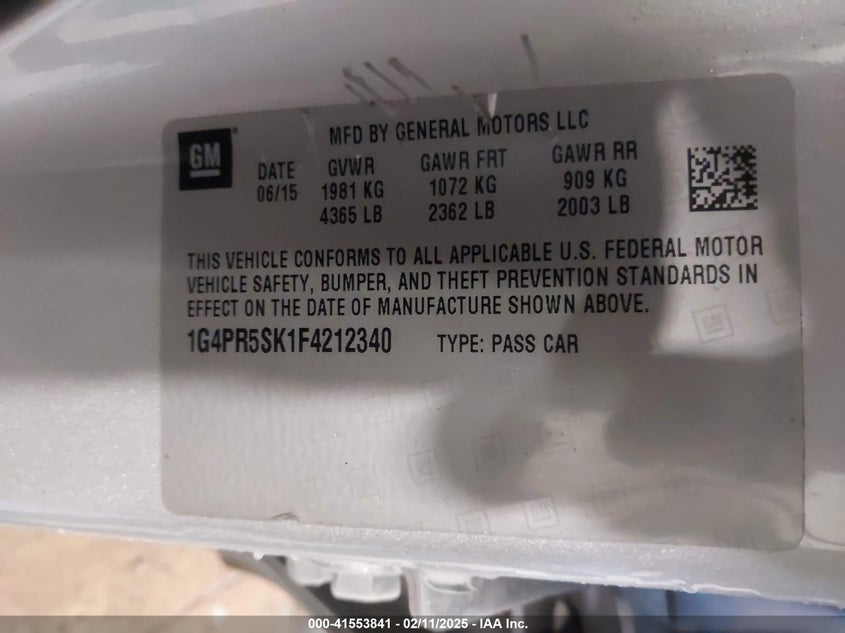 GM
MFD BY GENERAL MOTORS LLC
DATE GVWR GAWR FRT GAWR RR
06/15 1981 KG 1072 KG 909 KG
4365 LB 2362 LB 2003 LB
THIS VEHICLE CONFORMS TO ALL APPLICABLE U.S. FEDERAL MOTOR
VEHICLE SAFETY, BUMPER, AND THEFT PREVENTION STANDARDS IN
EFFECT ON THE DATE OF MANUFACTURE SHOWN ABOVE.
1G4PR5SK1F4212340 TYPE: PASS CAR
000-41553841 - 02/11/2025 - IAA Inc.